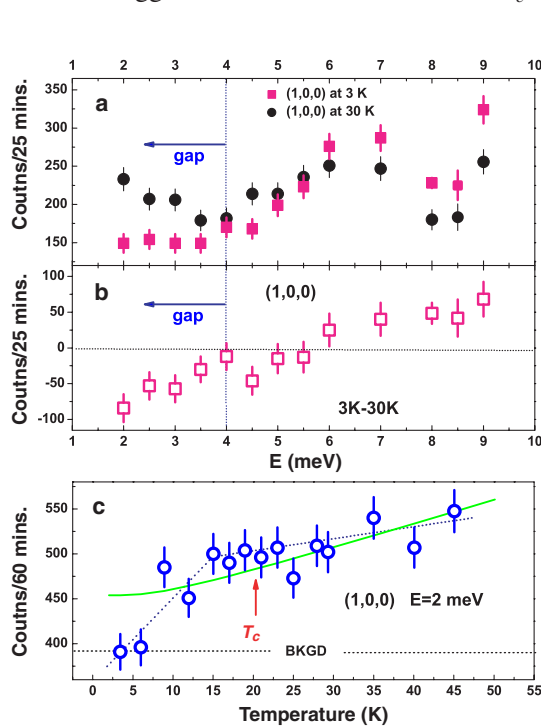 1 2 3 4 5 6 7 8 9 10
350
300
250
200
150
Coutns/25 mins.
a
(1,0,0) at 3 K
(1,0,0) at 30 K
gap
100
50
0
-50
-100
Coutns/25 mins.
b
(1,0,0)
gap
3K-30K
1 2 3 4 5 6 7 8 9 10
E (meV)
550
500
450
400
Coutns/60 mins.
c
(1,0,0) E=2 meV
Tc
BKGD
0 5 10 15 20 25 30 35 40 45 50 55
Temperature (K)